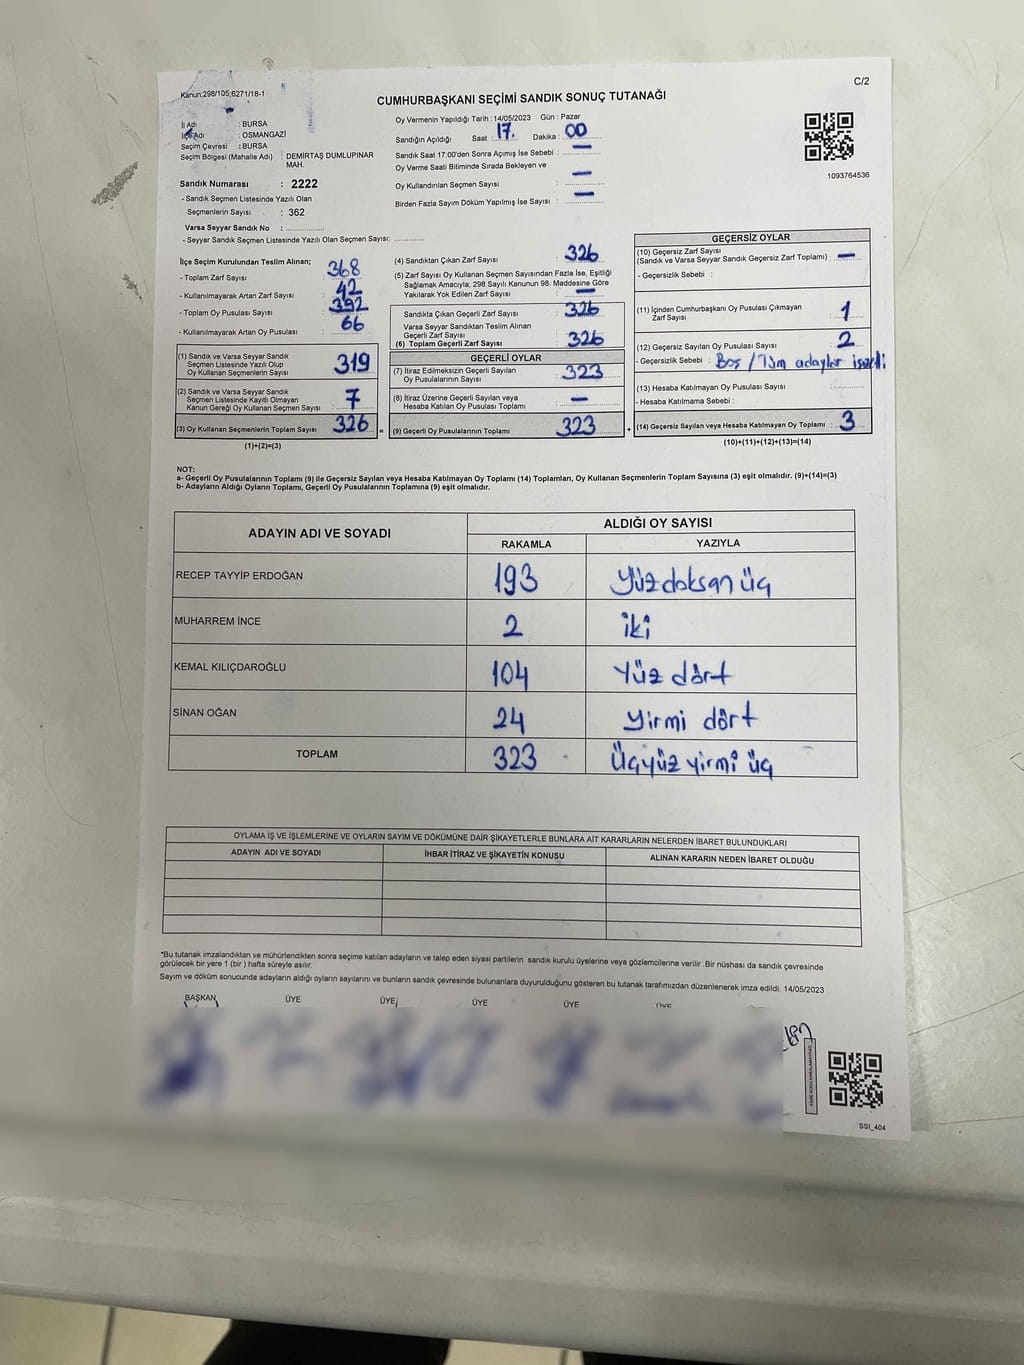 C/2
Kanun,298/105,6271/18-1
CUMHURBAŞKANI SEÇİMİ SANDIK SONUÇ TUTANAĞI
İl Adı : BURSA
İlçe Adı : OSMANGAZİ
Seçim Çevresi : BURSA
Seçim Bölgesi (Mahalle Adı) : DEMİRTAŞ DUMLUPINAR MAH.
Sandık Numarası : 2222
- Sandık Seçmen Listesinde Yazılı Olan
Seçmenlerin Sayısı : 362
Varsa Seyyar Sandık No : ....................
- Seyyar Sandık Seçmen Listesinde Yazılı Olan Seçmen Sayısı: ..............
Oy Vermenin Yapıldığı Tarih : 14/05/2023 Gün : Pazar
Sandığın Açıldığı Saat : 17. Dakika : 00
Sandık Saat 17:00'den Sonra Açımış İse Sebebi : —
Oy Verme Saati Bitiminde Sırada Bekleyen ve
Oy Kullandırılan Seçmen Sayısı : —
Birden Fazla Sayım Döküm Yapılmış İse Sayısı : —
1093764536
İlçe Seçim Kurulundan Teslim Alınan;
- Toplam Zarf Sayısı : 368
- Kullanılmayarak Artan Zarf Sayısı : 42
- Toplam Oy Pusulası Sayısı : 392
- Kullanılmayarak Artan Oy Pusulası : 66
(1) Sandık ve Varsa Seyyar Sandık
Seçmen Listesinde Yazılı Olup
Oy Kullanan Seçmenlerin Sayısı : 319
(2) Sandık ve Varsa Seyyar Sandık
Seçmen Listesinde Kayıtlı Olmayan
Kanun Gereği Oy Kullanan Seçmen Sayısı : 7
(3) Oy Kullanan Seçmenlerin Toplam Sayısı : 326 =
(1)+(2)=(3)
(4) Sandıktan Çıkan Zarf Sayısı : 326
(5) Zarf Sayısı Oy Kullanan Seçmen Sayısından Fazla İse, Eşitliği
Sağlamak Amacıyla, 298 Sayılı Kanunun 98. Maddesine Göre
Yakılarak Yok Edilen Zarf Sayısı : —
Sandıkta Çıkan Geçerli Zarf Sayısı : 326
Varsa Seyyar Sandıktan Teslim Alınan
Geçerli Zarf Sayısı :
(6) Toplam Geçerli Zarf Sayısı : 326
GEÇERLİ OYLAR
(7) İtiraz Edilmeksizin Geçerli Sayılan
Oy Pusulalarının Sayısı : 323
(8) İtiraz Üzerine Geçerli Sayılan veya
Hesaba Katılan Oy Pusulası Toplamı : —
(9) Geçerli Oy Pusulalarının Toplamı : 323 +
GEÇERSİZ OYLAR
(10) Geçersiz Zarf Sayısı
(Sandık ve Varsa Seyyar Sandık Geçersiz Zarf Toplamı) : —
- Geçersizlik Sebebi :
(11) İçinden Cumhurbaşkanı Oy Pusulası Çıkmayan
Zarf Sayısı : 1
(12) Geçersiz Sayılan Oy Pusulası Sayısı : 2
- Geçersizlik Sebebi : Boş / Tüm adaylar
(13) Hesaba Katılmayan Oy Pusulası Sayısı :
- Hesaba Katılmama Sebebi :
(14) Geçersiz Sayılan veya Hesaba Katılmayan Oy Toplamı : 3
(10)+(11)+(12)+(13)=(14)
NOT:
a- Geçerli Oy Pusulalarının Toplamı (9) ile Geçersiz Sayılan veya Hesaba Katılmayan Oy Toplamı (14) Toplamları, Oy Kullanan Seçmenlerin Toplam Sayısına (3) eşit olmalıdır. (9)+(14)=(3)
b- Adayların Aldığı Oyların Toplamı, Geçerli Oy Pusulalarının Toplamına (9) eşit olmalıdır.
ADAYIN ADI VE SOYADI ALDIĞI OY SAYISI
RAKAMLA YAZIYLA
RECEP TAYYİP ERDOĞAN 193 Yüzdoksan üç
MUHARREM İNCE 2 iki
KEMAL KILIÇDAROĞLU 104 Yüz dört
SİNAN OĞAN 24 Yirmi dört
TOPLAM 323 Üçyüz yirmi üç
OYLAMA İŞ VE İŞLEMLERİNE VE OYLARIN SAYIM VE DÖKÜMÜNE DAİR ŞİKAYETLERLE BUNLARA AİT KARARLARIN NELERDEN İBARET BULUNDUKLARI
ADAYIN ADI VE SOYADI İHBAR İTİRAZ VE ŞİKAYETİN KONUSU ALINAN KARARIN NEDEN İBARET OLDUĞU
*Bu tutanak imzalandıktan ve mühürlendikten sonra seçime katılan adayların ve talep eden siyasi partilerin sandık kurulu üyelerine veya gözlemcilerine verilir .Bir nüshası da sandık çevresinde
görülecek bir yere 1 (bir ) hafta süreyle asılır.
Sayım ve döküm sonucunda adayların aldığı oyların sayılarını ve bunların sandık çevresinde bulunanlara duyurulduğunu gösteren bu tutanak tarafımızdan düzenlenerek imza edildi. 14/05/2023
BAŞKAN ÜYE ÜYE ÜYE ÜYE ÜYE ÜYE
SSI_404